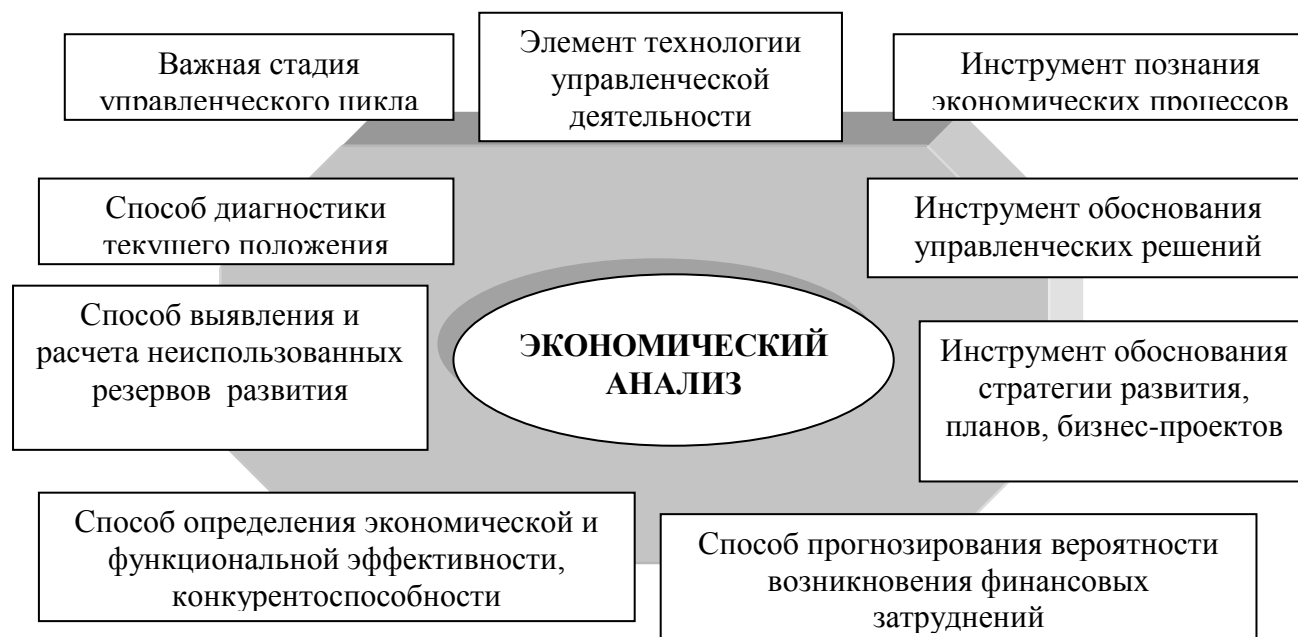 Важная стадия
управленческого цикла
Элемент технологии
управленческой
деятельности
Инструмент познания
экономических процессов
Способ диагностики
текущего положения
Инструмент обоснования
управленческих решений
Способ выявления и
расчета неиспользованных
резервов развития
ЭКОНОМИЧЕСКИЙ
АНАЛИЗ
Инструмент обоснования
стратегии развития,
планов, бизнес-проектов
Способ определения экономической и
функциональной эффективности,
конкурентоспособности
Способ прогнозирования вероятности
возникновения финансовых
затруднений